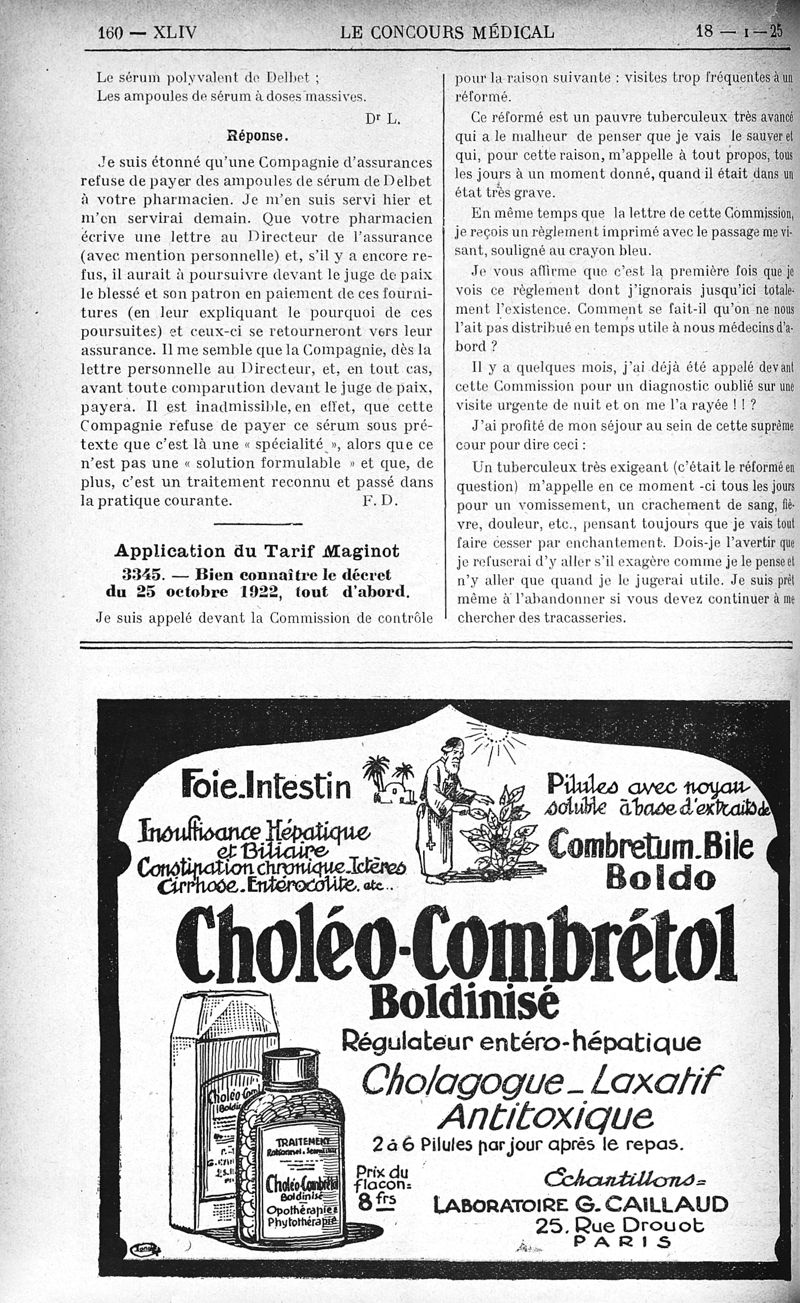 160 — XLIV LE CONCOURS MÉDICAL 18 — I — 25
Le sérum polyvalent de Delbet ;
Les ampoules de sérum à doses massives.
Dr L.
Réponse.
Je suis étonné qu'une Compagnie d'assurances
refuse de payer des ampoules de sérum de Delbet
à votre pharmacien. Je m'en suis servi hier et
m'en servirai demain. Que votre pharmacien
écrive une lettre au Directeur de l'assurance
(avec mention personnelle) et, s'il y a encore re-
fus, il aurait à poursuivre devant le juge de paix
le blessé et son patron en paiement de ces fourni-
tures (en leur expliquant le pourquoi de ces
poursuites) et ceux-ci se retourneront vers leur
assurance. Il me semble que la Compagnie, dès la
lettre personnelle au Directeur, et, en tout cas,
avant toute comparution devant le juge de paix,
payera. Il est inadmissible, en effet, que cette
Compagnie refuse de payer ce sérum sous pré-
texte que c'est là une « spécialité », alors que ce
n'est pas une « solution formulable » et que, de
plus, c'est un traitement reconnu et passé dans
la pratique courante. F. D.
Application du Tarif Maginot
3345. — Bien connaître le décret
du 25 octobre 1922, tout d'abord.
Je suis appelé devant la Commission de contrôle
pour la raison suivante : visites trop fréquentes à un
réformé.
Ce réformé est un pauvre tuberculeux très avancé
qui a le malheur de penser que je vais le sauver et
qui, pour cette raison, m'appelle à tout propos, tous
les jours à un moment donné, quand il était dans un
état très grave.
En même temps que la lettre de cette Commission,
je reçois un règlement imprimé avec le passage me vi-
sant, souligné au crayon bleu.
Je vous affirme que c'est la première fois que je
vois ce règlement dont j'ignorais jusqu'ici totale-
ment l'existence. Comment se fait-il qu'on ne nous
l'ait pas distribué en temps utile à nous médecins d'a-
bord ?
Il y a quelques mois, j'ai déjà été appelé devant
cette Commission pour un diagnostic oublié sur une
visite urgente de nuit et on me l'a rayée ! ! ?
J'ai profité de mon séjour au sein de cette suprême
cour pour dire ceci :
Un tuberculeux très exigeant (c'était le réformé en
question) m'appelle en ce moment -ci tous les jours
pour un vomissement, un crachement de sang, fiè-
vre, douleur, etc., pensant toujours que je vais tout
faire cesser par enchantement. Dois-je l'avertir que
je refuserai d'y aller s'il exagère comme je le pense et
n'y aller que quand je le jugerai utile. Je suis prêt
même à l'abandonner si vous devez continuer à me
chercher des tracasseries.
Foie-Intestin
Insuffisance Hépatique
et Biliaire
Constipation chronique-Ictères
Cirrhose-Entérocolite, etc...
Pilules avec noyau
soluble à base d'extraits de
Combretum-Bile
Boldo
Choléo-Combrétol
Boldinisé
Régulateur entéro-hépatique
Cholagogue - Laxatif
Antitoxique
2 à 6 Pilules par jour après le repas.
Choléo-Com
Boldin
TRAITEMENT
Choléo-Combrétol
Boldinisé
Opothérapie
Phytothérapie
Prix du
flacon:
8 frs
Échantillons=
LABORATOIRE G. CAILLAUD
25, Rue Drouot
PARIS